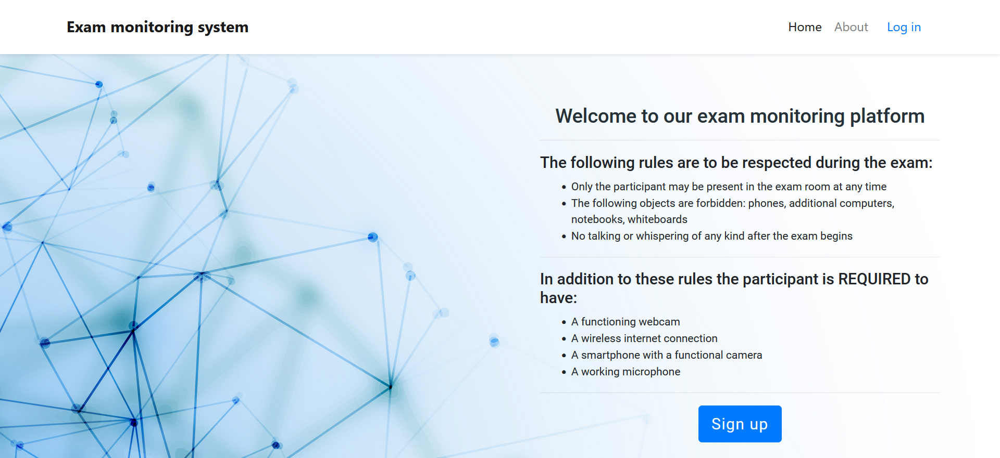 Exam monitoring system
Home About Log in
Welcome to our exam monitoring platform
The following rules are to be respected during the exam:
• Only the participant may be present in the exam room at any time
• The following objects are forbidden: phones, additional computers,
notebooks, whiteboards
• No talking or whispering of any kind after the exam begins
In addition to these rules the participant is REQUIRED to
have:
• A functioning webcam
• A wireless internet connection
• A smartphone with a functional camera
• A working microphone
Sign up